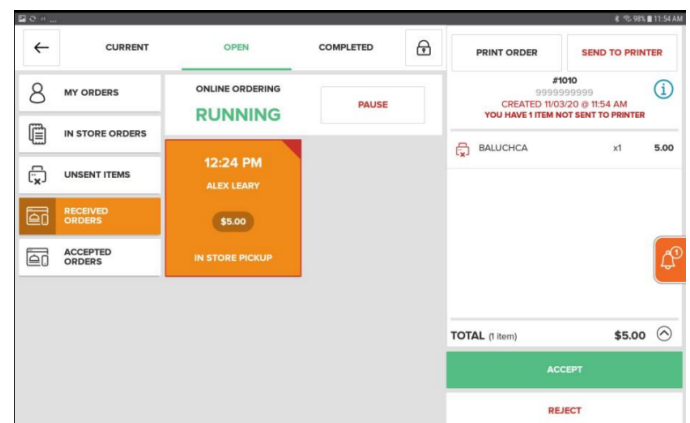 98% 11:54 AM
CURRENT
OPEN
COMPLETED
MY ORDERS
IN STORE ORDERS
UNSENT ITEMS
RECEIVED
ORDERS
ACCEPTED
ORDERS
ONLINE ORDERING
RUNNING
PAUSE
12:24 PM
ALEX LEARY
$5.00
IN STORE PICKUP
PRINT ORDER
SEND TO PRINTER
#1010
9999999999
CREATED 11/03/20 @ 11:54 AM
YOU HAVE 1 ITEM NOT SENT TO PRINTER
BALUCHCA x1 5.00
1
TOTAL (1 item) $5.00
ACCEPT
REJECT